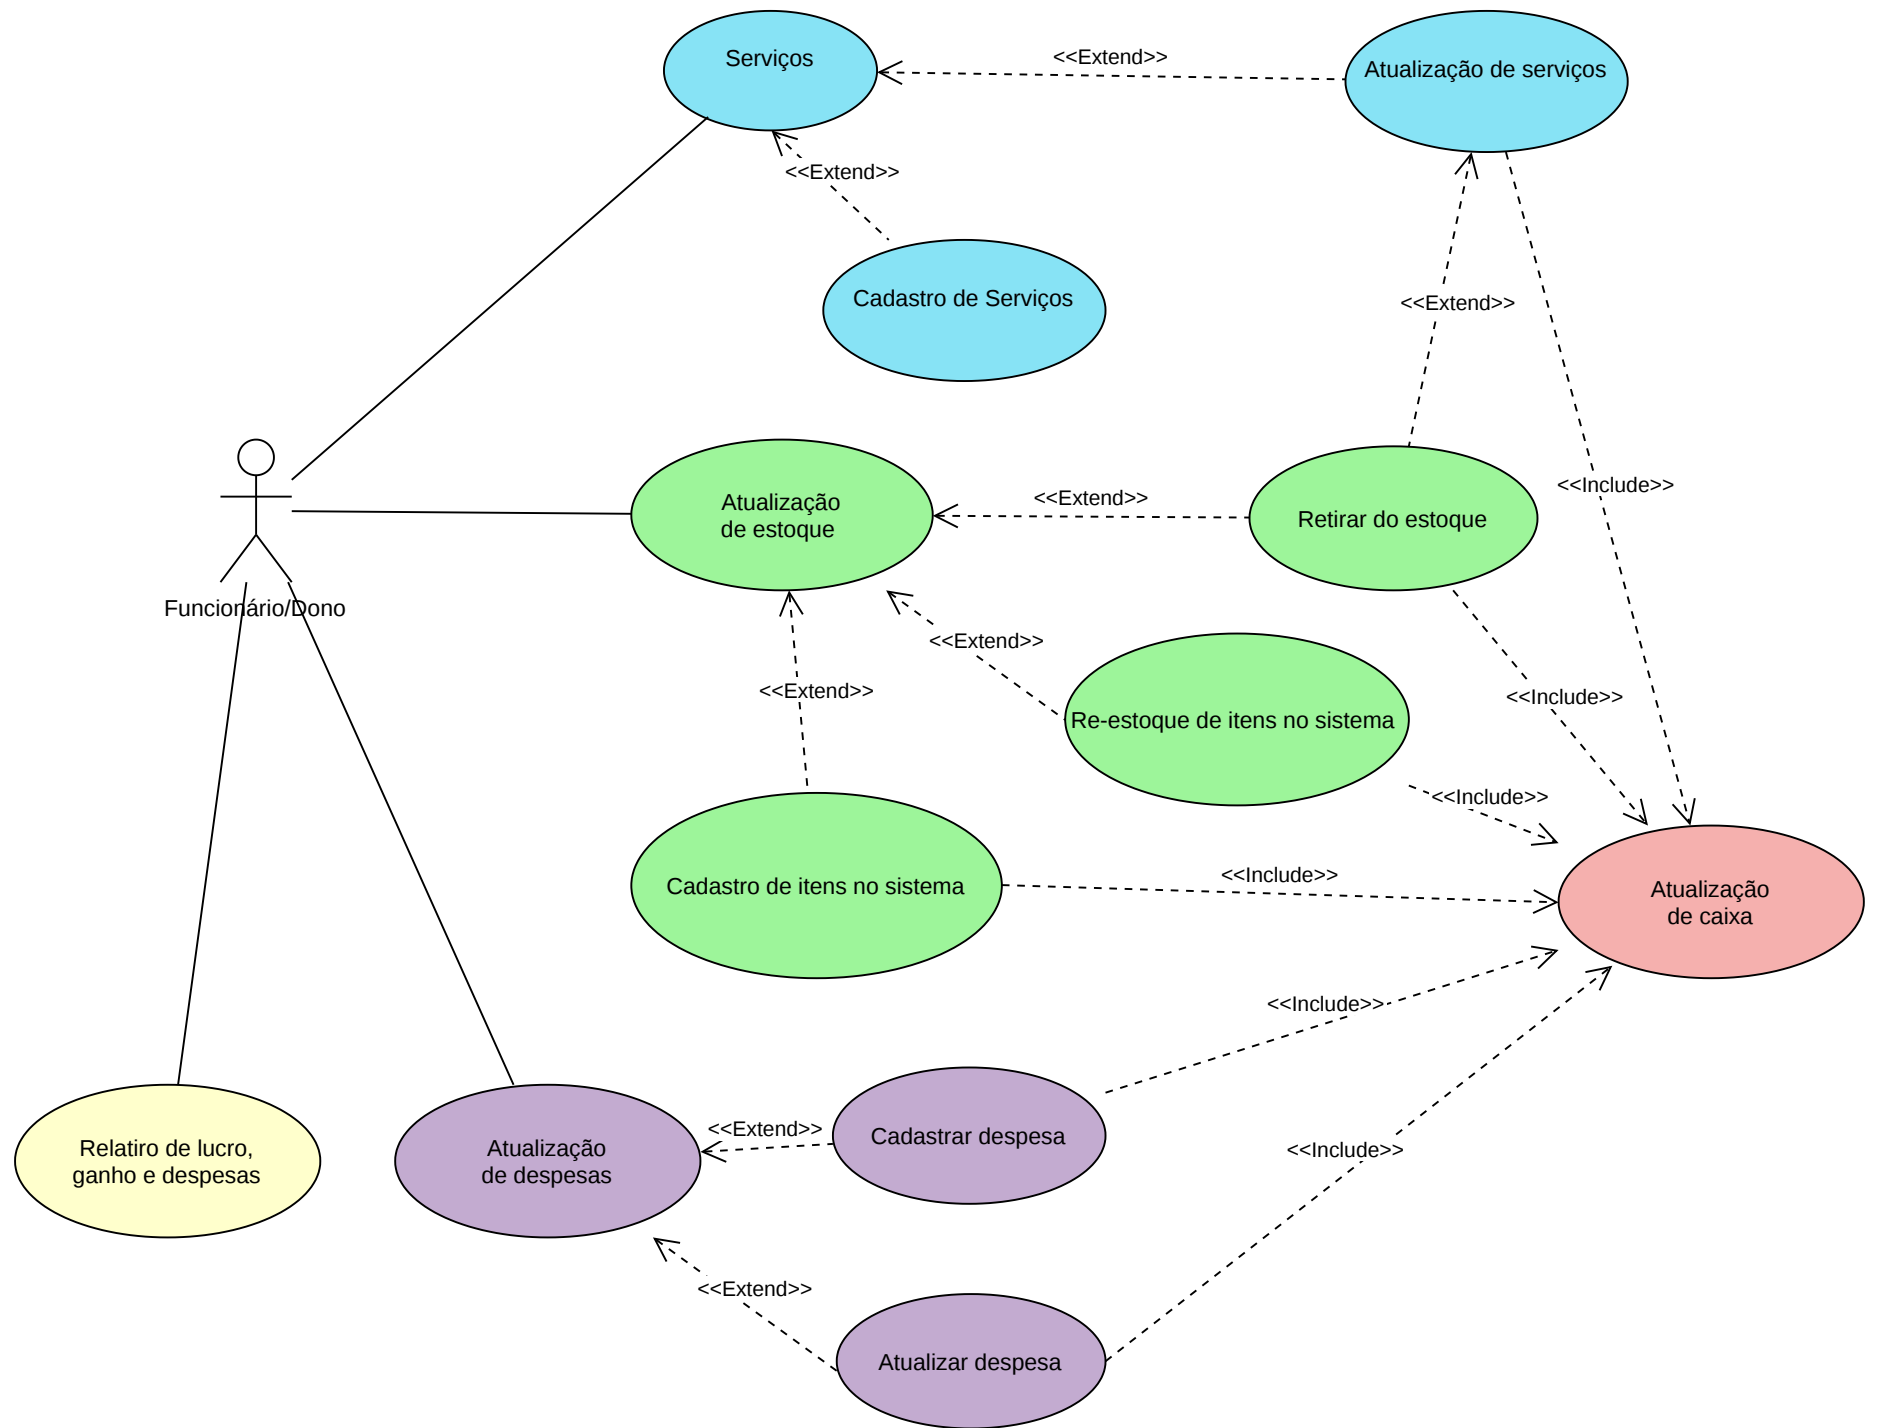 Serviços
<<Extend>>
Atualização de serviços
<<Extend>>
Cadastro de Serviços
<<Extend>>
<<Include>>
Atualização
de estoque
<<Extend>>
Retirar do estoque
Funcionário/Dono
<<Extend>>
<<Extend>>
<<Include>>
Re-estoque de itens no sistema
<<Include>>
Cadastro de itens no sistema
<<Include>>
Atualização
de caixa
<<Include>>
Relatiro de lucro,
ganho e despesas
Atualização
de despesas
<<Extend>>
Cadastrar despesa
<<Include>>
<<Extend>>
Atualizar despesa